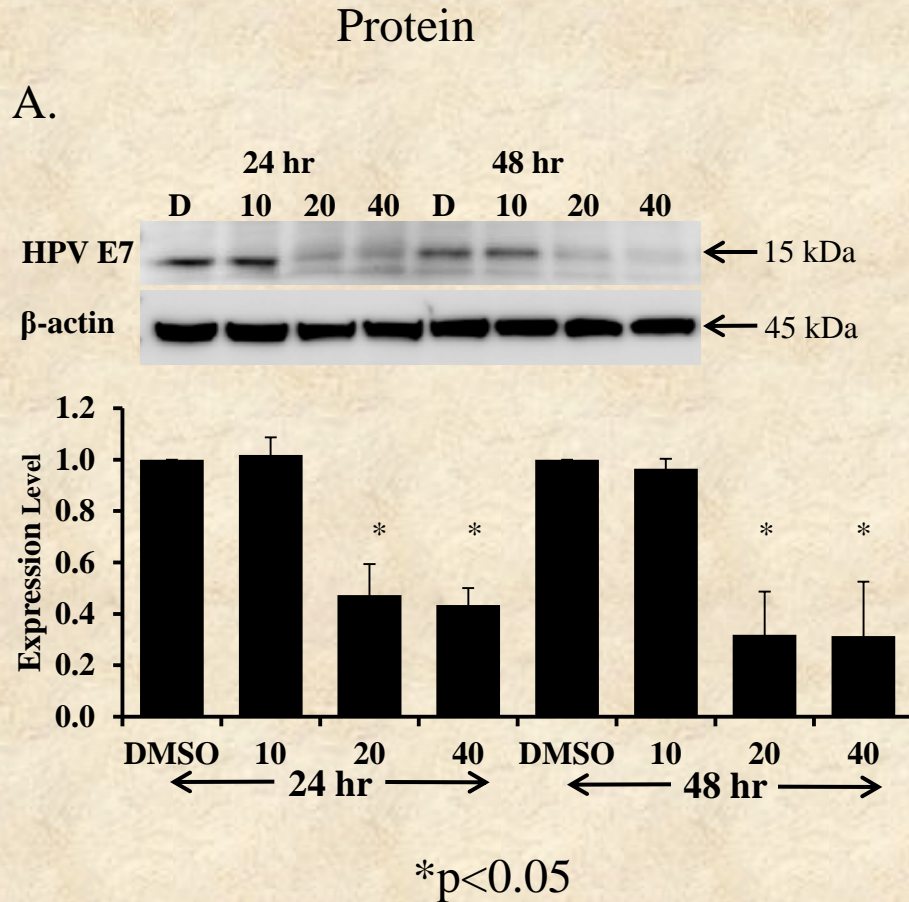 Protein
A.
24 hr 48 hr
D 10 20 40 D 10 20 40
HPV E7 15 kDa
β-actin 45 kDa
Expression Level
1.2
1.0
0.8
0.6
0.4
0.2
0.0
* * * *
DMSO 10 20 40 DMSO 10 20 40
24 hr 48 hr
*p<0.05